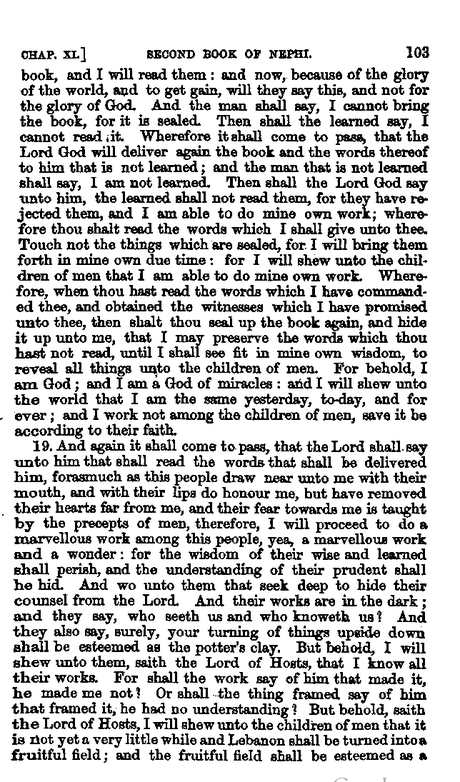 CHAP. XI.] SECOND BOOK OF NEPHI. 103
book, and I will read them : and now, because of the glory
of the world, and to get gain, will they say this, and not for
the glory of God. And the man shall say, I cannot bring
the book, for it is sealed. Then shall the learned say, I
cannot read it. Wherefore it shall come to pass, that the
Lord God will deliver again the book and the words thereof
to him that is not learned ; and the man that is not learned
shall say, I am not learned. Then shall the Lord God say
unto him, the learned shall not read them, for they have re-
jected them, and I am able to do mine own work; where-
fore thou shalt read the words which I shall give unto thee.
Touch not the things which are sealed, for I will bring them
forth in mine own due time : for I will shew unto the chil-
dren of men that I am able to do mine own work. Where-
fore, when thou hast read the words which I have command-
ed thee, and obtained the witnesses which I have promised
unto thee, then shalt thou seal up the book again, and hide
it up unto me, that I may preserve the words which thou
hast not read, until I shall see fit in mine own wisdom, to
reveal all things unto the children of men. For behold, I
am God ; and I am a God of miracles : and I will shew unto
the world that I am the same yesterday, to-day, and for
ever ; and I work not among the children of men, save it be
according to their faith.
19. And again it shall come to pass, that the Lord shall say
unto him that shall read the words that shall be delivered
him, forasmuch as this people draw near unto me with their
mouth, and with their lips do honour me, but have removed
their hearts far from me, and their fear towards me is taught
by the precepts of men, therefore, I will proceed to do a
marvellous work among this people, yea, a marvellous work
and a wonder : for the wisdom of their wise and learned
shall perish, and the understanding of their prudent shall
be hid. And wo unto them that seek deep to hide their
counsel from the Lord. And their works are in the dark ;
and they say, who seeth us and who knoweth us? And
they also say, surely, your turning of things upside down
shall be esteemed as the potter's clay. But behold, I will
shew unto them, saith the Lord of Hosts, that I know all
their works. For shall the work say of him that made it,
he made me not? Or shall the thing framed say of him
that framed it, he had no understanding? But behold, saith
the Lord of Hosts, I will shew unto the children of men that it
is not yet a very little while and Lebanon shall be turned into a
fruitful field ; and the fruitful field shall be esteemed as a